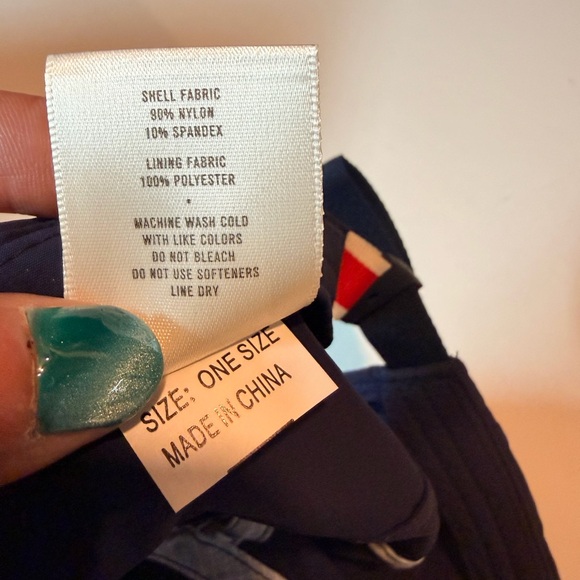 SHELL FABRIC
90% NYLON
10% SPANDEX
LINING FABRIC
100% POLYESTER
MACHINE WASH COLD
WITH LIKE COLORS
DO NOT BLEACH
DO NOT USE SOFTENERS
LINE DRY
SIZE: ONE SIZE
MADE IN CHINA